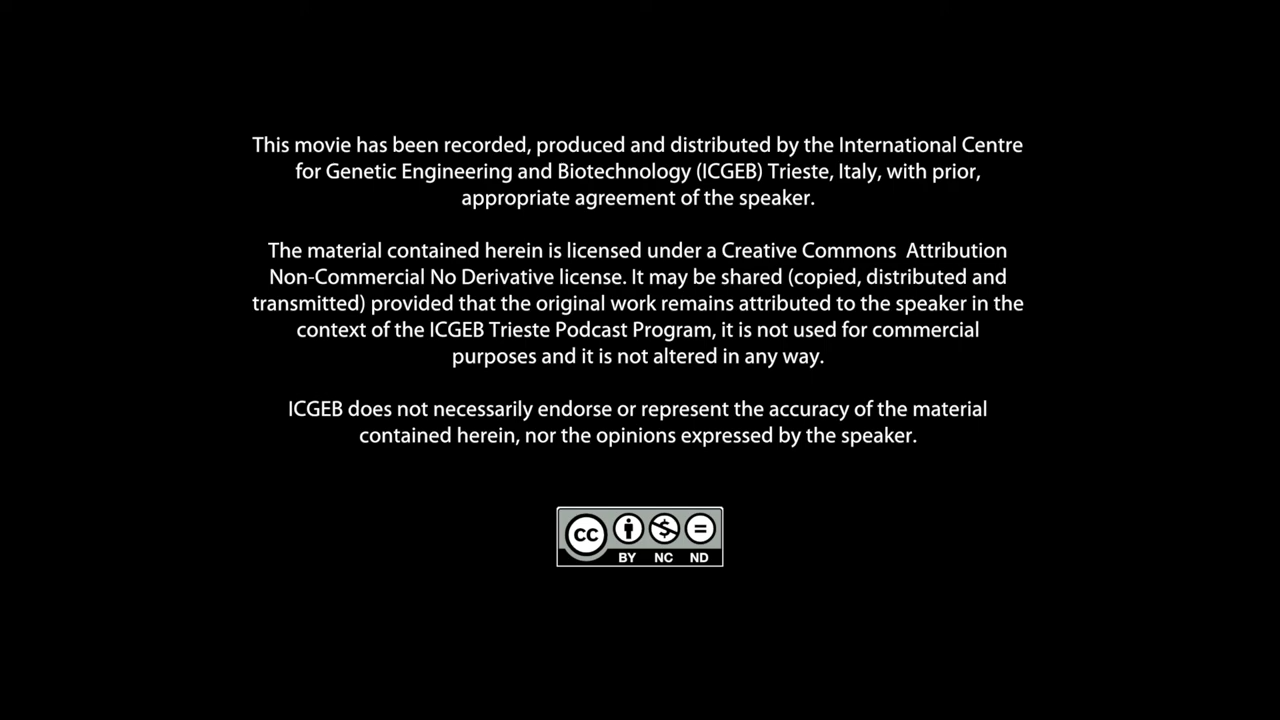 This movie has been recorded, produced and distributed by the International Centre
for Genetic Engineering and Biotechnology (ICGEB) Trieste, Italy, with prior,
appropriate agreement of the speaker.
The material contained herein is licensed under a Creative Commons  Attribution
Non-Commercial No Derivative license. It may be shared (copied, distributed and
transmitted) provided that the original work remains attributed to the speaker in the
context of the ICGEB Trieste Podcast Program, it is not used for commercial
purposes and it is not altered in any way.
ICGEB does not necessarily endorse or represent the accuracy of the material
contained herein, nor the opinions expressed by the speaker.
CC
BY NC ND